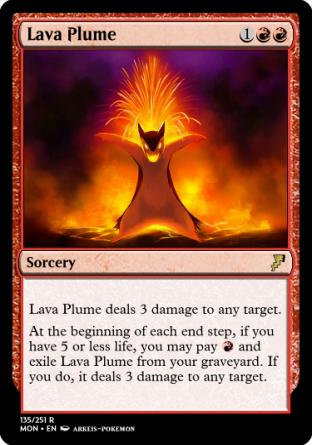 Lava Plume 1
Sorcery
Lava Plume deals 3 damage to any target.
At the beginning of each end step, if you
have 5 or less life, you may pay and
exile Lava Plume from your graveyard. If
you do, it deals 3 damage to any target.
135/251 R
MON • EN ARKEIS-POKEMON